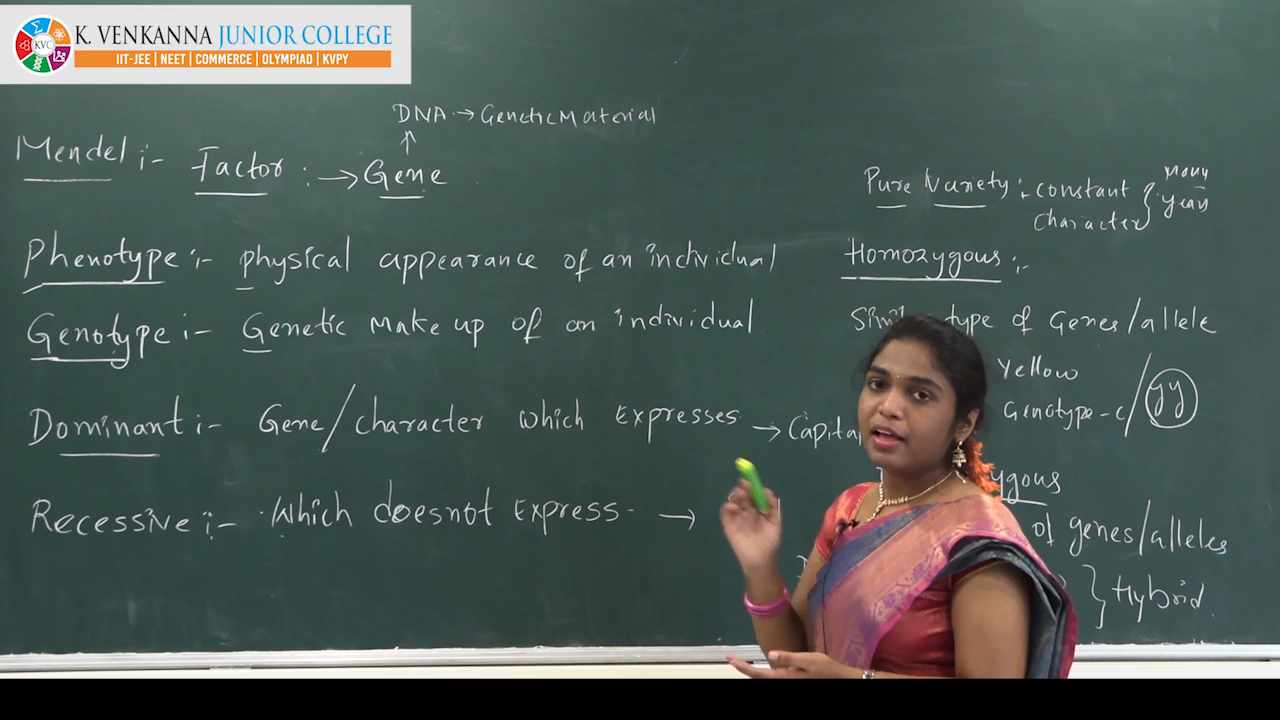 K. VENKANNA JUNIOR COLLEGE
KVC
IIT-JEE | NEET | COMMERCE | OLYMPIAD | KVPY
DNA → Genetic Material
Mendel :- Factor : → Gene
Phenotype :- physical appearance of an individual
Genotype :- Genetic Make up of an individual
Dominant :- Gene/character which Expresses → Capital
Recessive :- Which doesnot Express →
Pure Variety : constant
Character
many
years
Homozygous :-
type of Genes/allele
Yellow
Genotype - / yy
ygous
of genes/alleles
} Hybrid